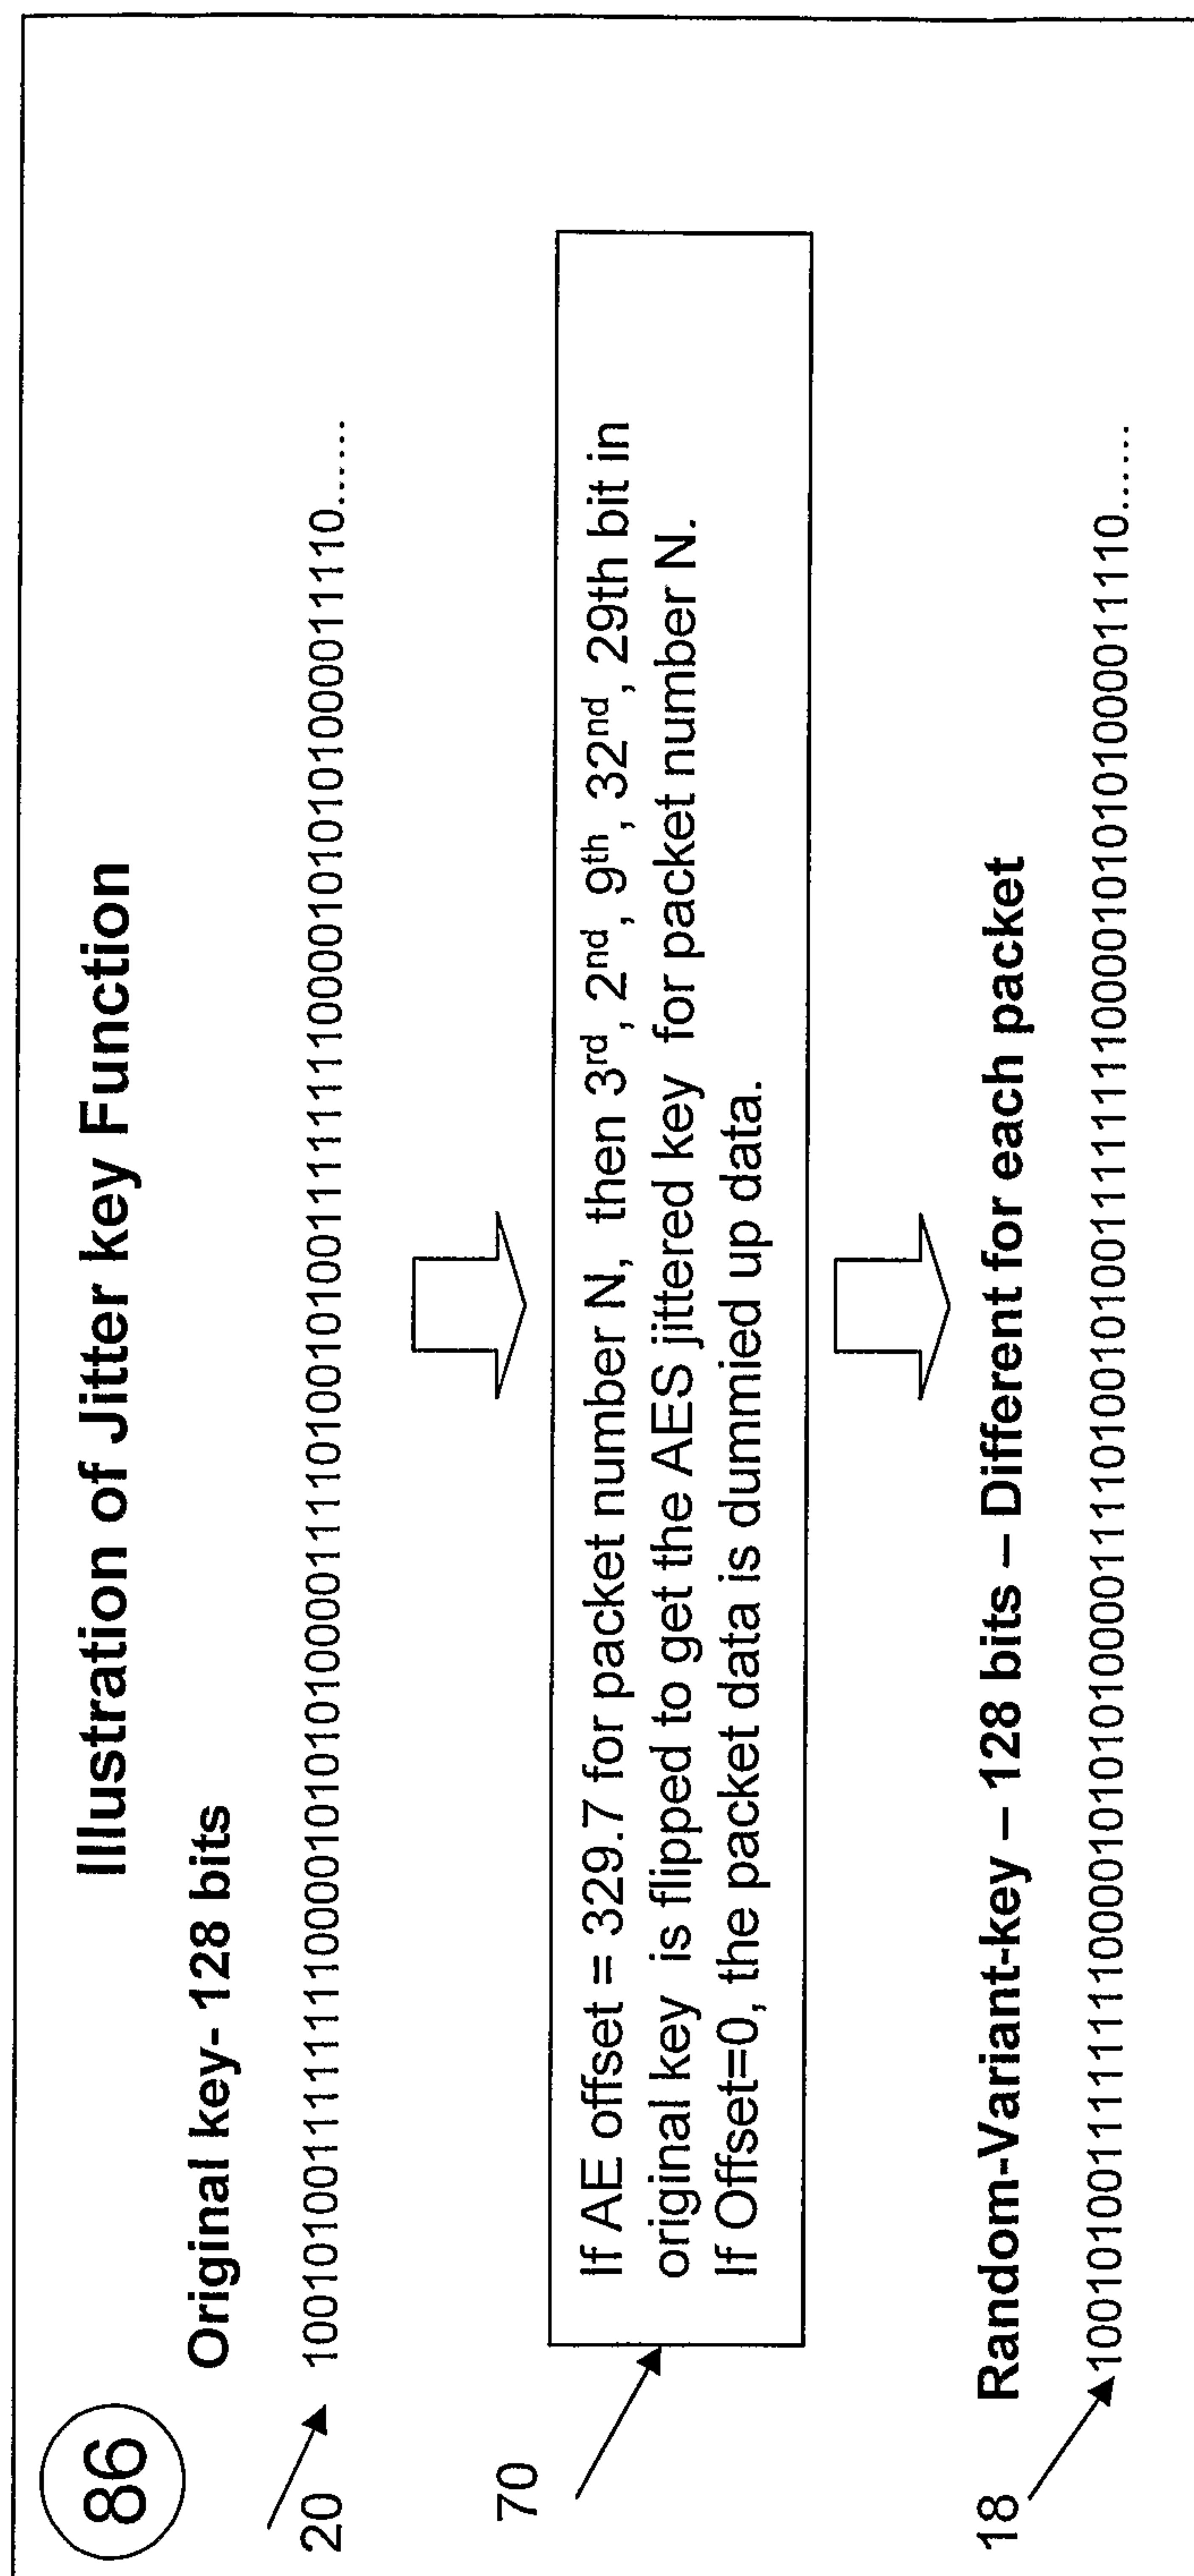 86
Illustration of Jitter key Function
Original key- 128 bits
20
70
If AE offset = 329.7 for packet number N, then 3rd, 2nd, 9th, 32nd, 29th bit in
original key is flipped to get the AES jittered key for packet number N.
If Offset=0, the packet data is dummied up data.
18 Random-Variant-key – 128 bits – Different for each packet